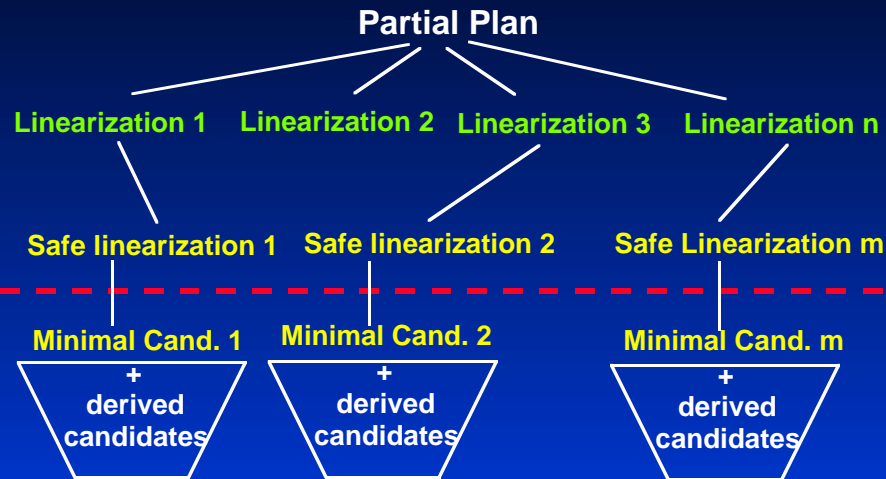 Partial Plan
Linearization 1
Linearization 2
Linearization 3
Linearization n
Safe linearization 1
Safe linearization 2
Safe Linearization m
Minimal Cand. 1
Minimal Cand. 2
Minimal Cand. m
+
derived
candidates
+
derived
candidates
+
derived
candidates